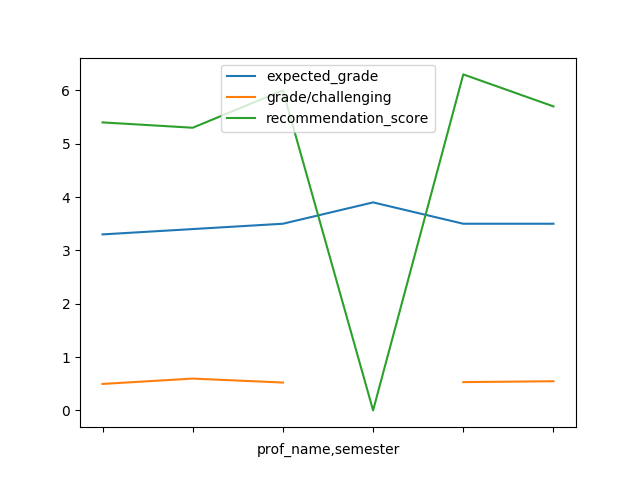 expected_grade
grade/challenging
recommendation_score
6
5
4
3
2
1
0
prof_name,semester